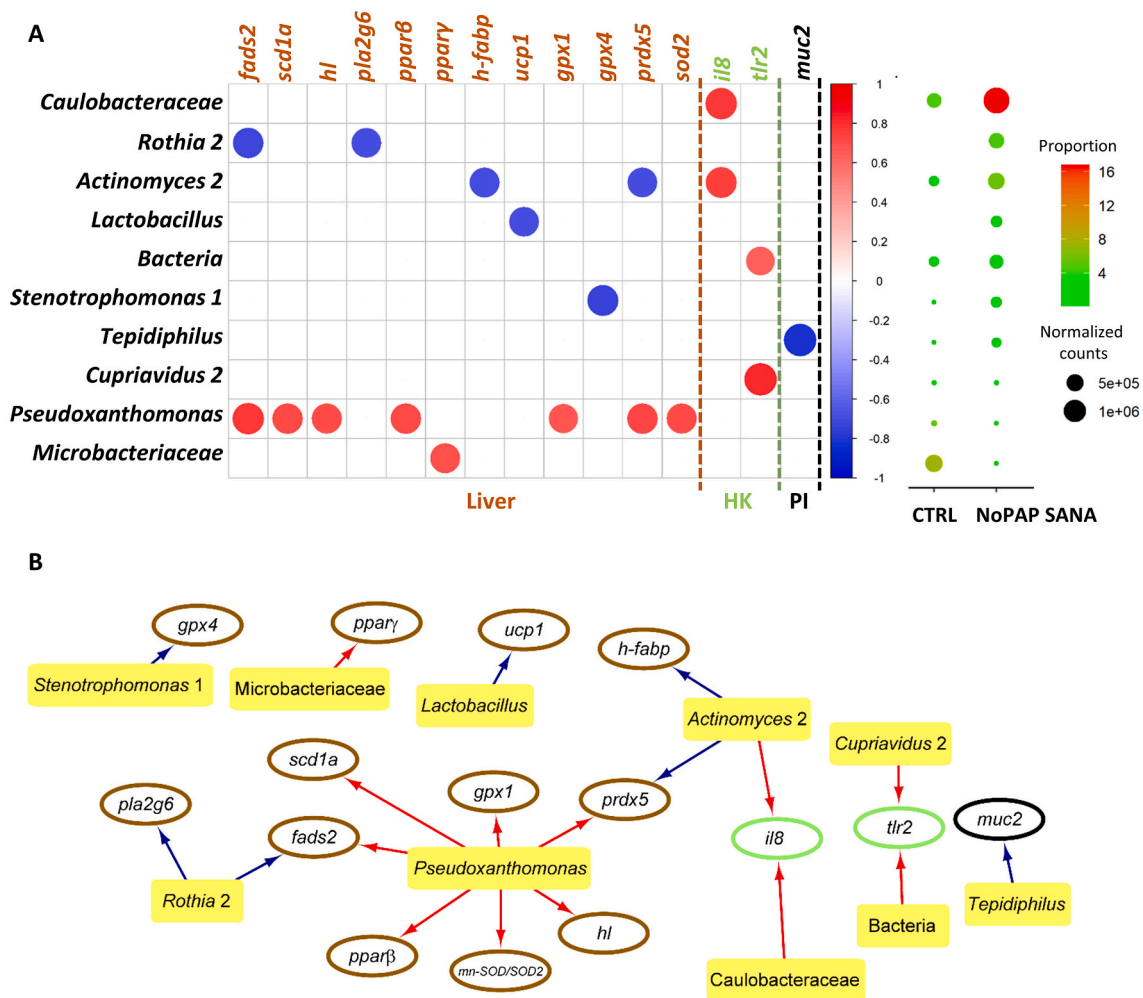 A
fads2
scd1a
hl
pla2g6
pparβ
pparγ
h-fabp
ucp1
gpx1
gpx4
prdx5
sod2
il8
tlr2
muc2
Caulobacteraceae
Rothia 2
Actinomyces 2
Lactobacillus
Bacteria
Stenotrophomonas 1
Tepidiphilus
Cupriavidus 2
Pseudoxanthomonas
Microbacteriaceae
1
0.8
0.6
0.4
0.2
0
-0.2
-0.4
-0.6
-0.8
-1
Proportion
16
12
8
4
Normalized
counts
5e+05
1e+06
Liver
HK
PI
CTRL
NoPAP SANA
B
gpx4
pparγ
ucp1
h-fabp
Stenotrophomonas 1
Microbacteriaceae
Lactobacillus
Actinomyces 2
Cupriavidus 2
scd1a
gpx1
prdx5
pla2g6
fads2
il8
tlr2
muc2
Pseudoxanthomonas
Rothia 2
Tepidiphilus
Bacteria
hl
pparβ
mn-SOD/SOD2
Caulobacteraceae